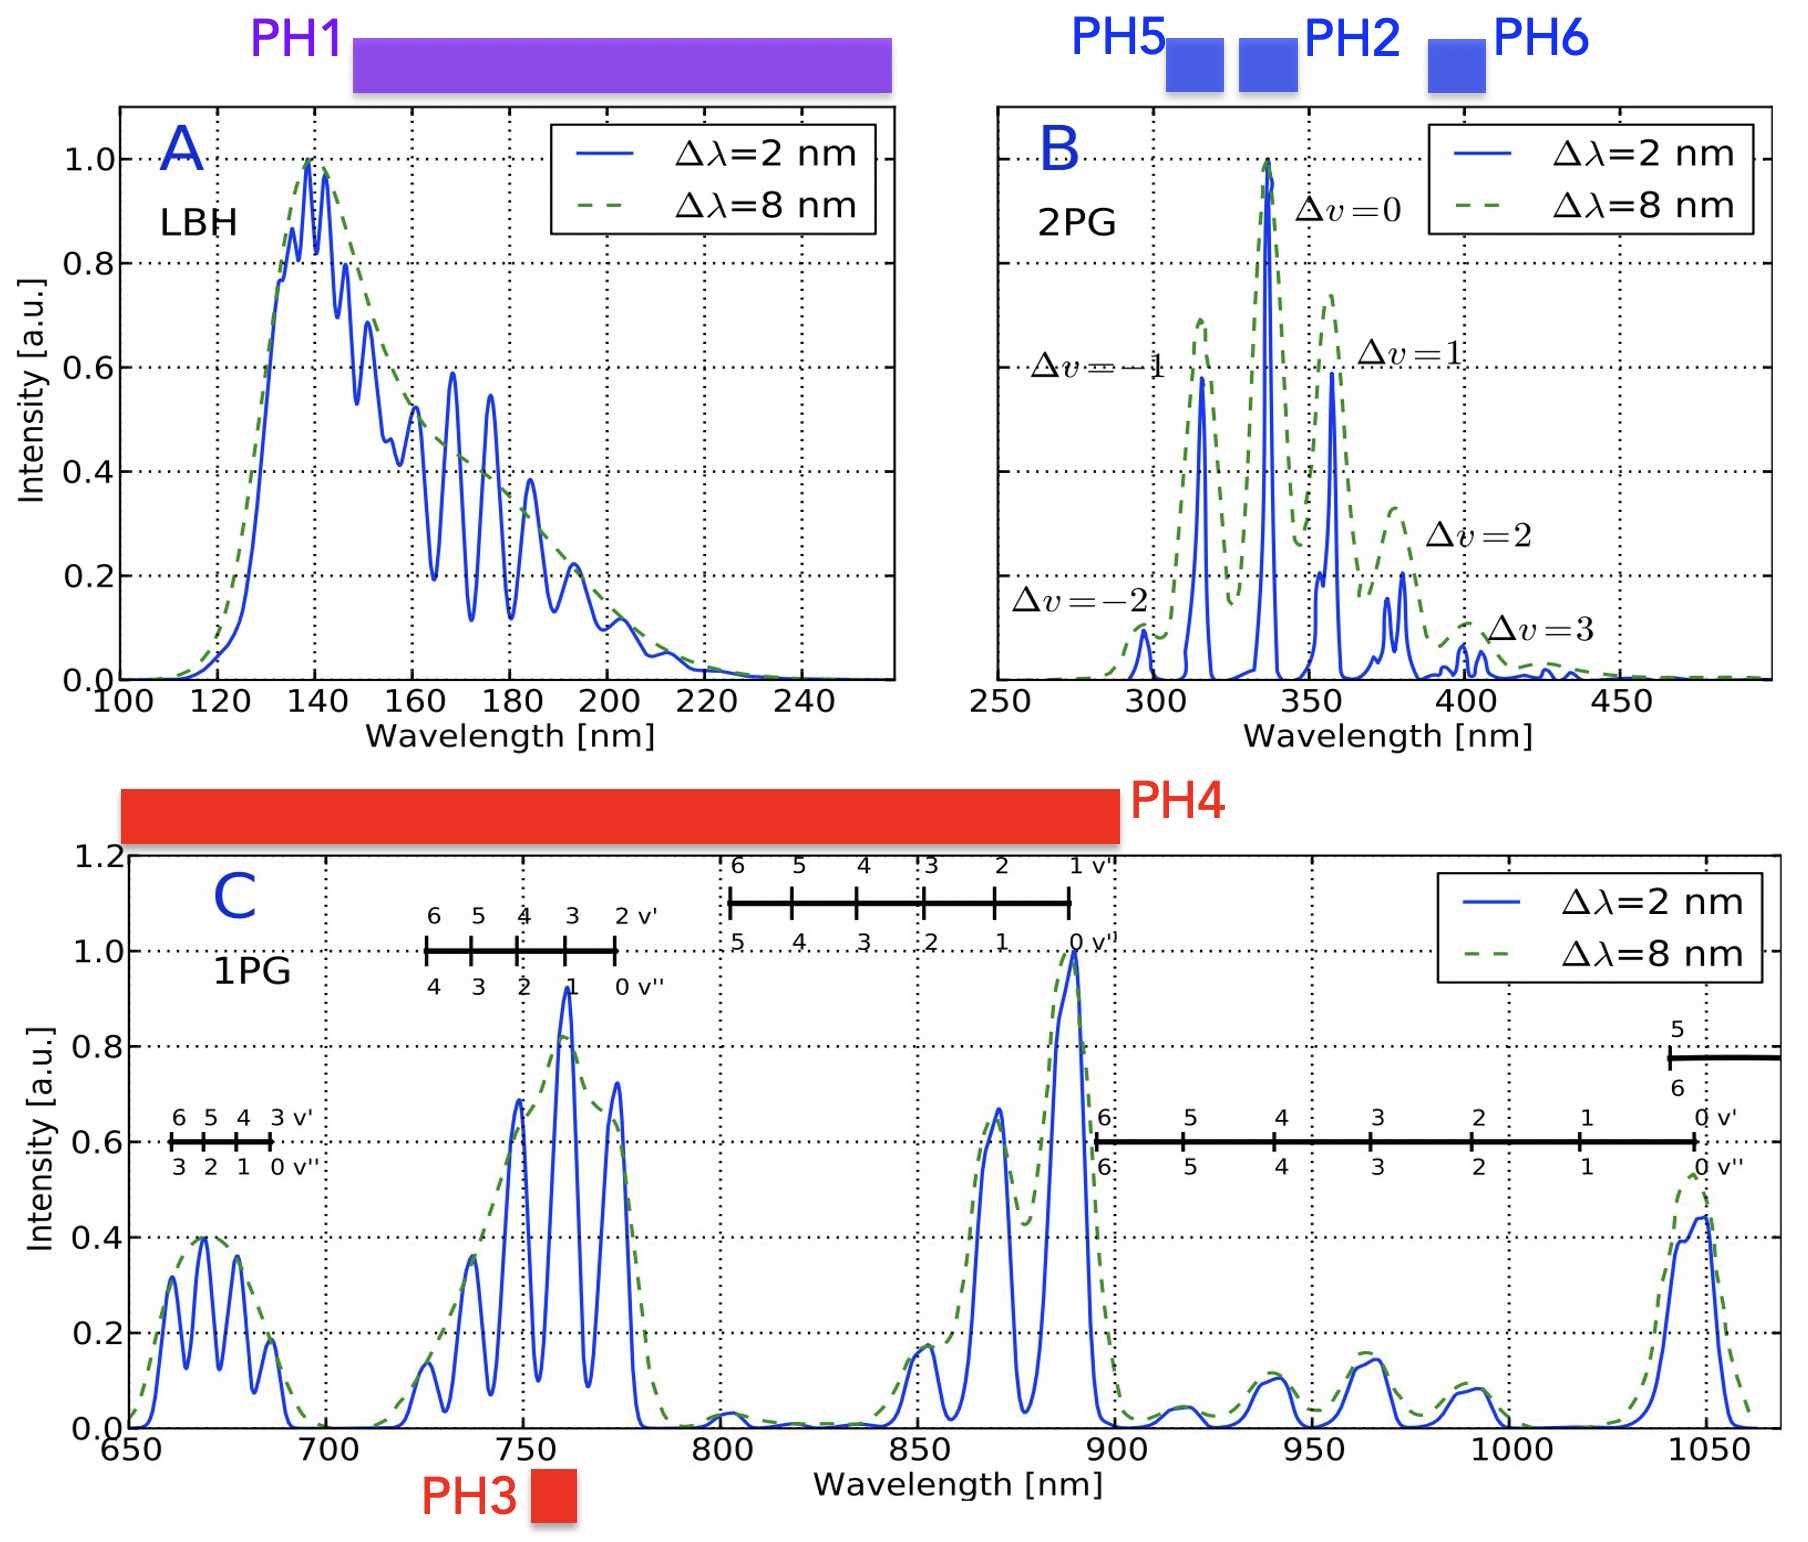 PH1
PH5 PH2 PH6
A
LBH
Δλ=2 nm
Δλ=8 nm
Intensity [a.u.]
1.0
0.8
0.6
0.4
0.2
0.0
100 120 140 160 180 200 220 240
Wavelength [nm]
B
2PG
Δλ=2 nm
Δλ=8 nm
Δv=0
Δv=−1
Δv=1
Δv=2
Δv=−2
Δv=3
250 300 350 400 450
Wavelength [nm]
PH4
C
1PG
Δλ=2 nm
Δλ=8 nm
Intensity [a.u.]
1.2
1.0
0.8
0.6
0.4
0.2
0.0
6 5 4 3 v'
3 2 1 0 v''
6 5 4 3 2 v'
4 3 2 1 0 v''
6 5 4 3 2 1 v'
5 4 3 2 1 0 v''
6 5 4 3 2 1 0 v'
6 5 4 3 2 1 0 v''
5
6
650 700 750 800 850 900 950 1000 1050
Wavelength [nm]
PH3